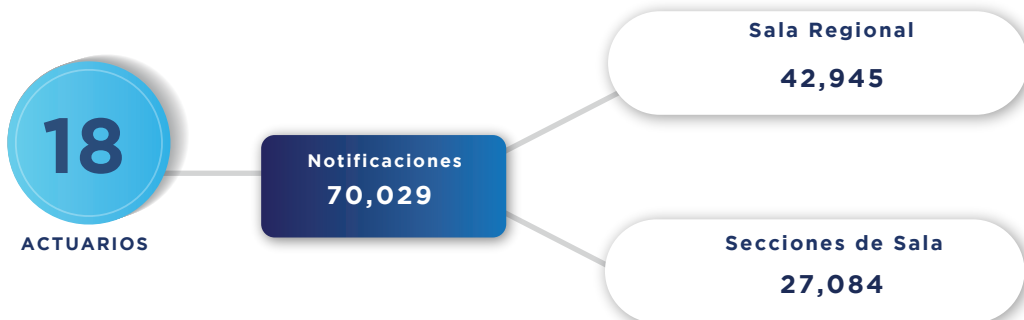 18
ACTUARIOS
Notificaciones
70,029
Sala Regional
42,945
Secciones de Sala
27,084